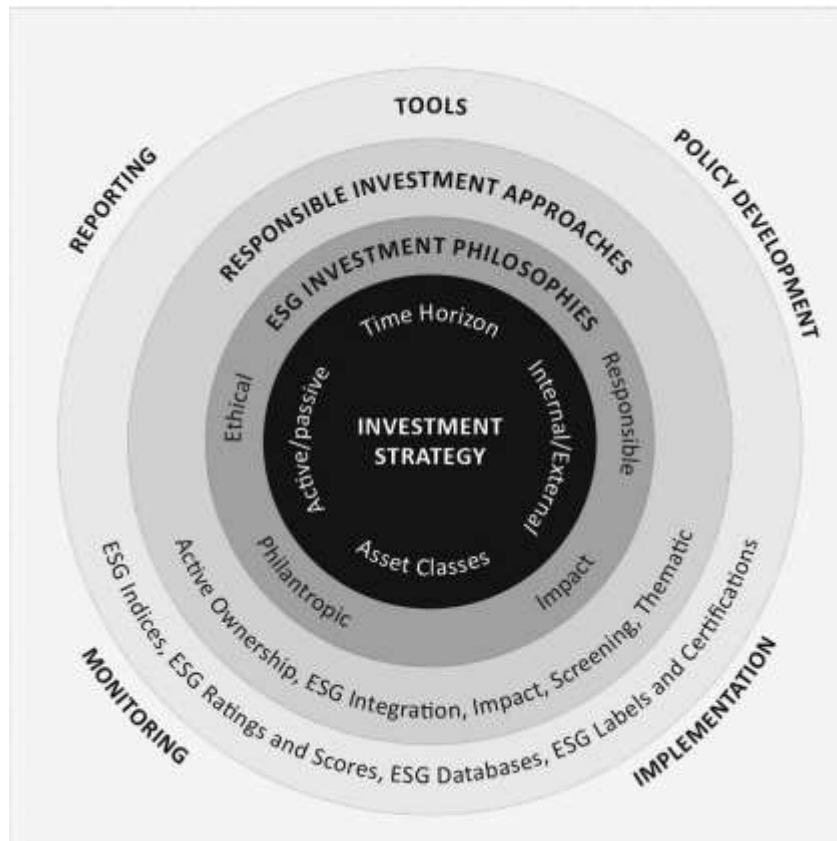 TOOLS
REPORTING
POLICY DEVELOPMENT
RESPONSIBLE INVESTMENT APPROACHES
ESG INVESTMENT PHILOSOPHIES
Time Horizon
Ethical
Active/passive
INVESTMENT
STRATEGY
Internal/External
Responsible
Asset Classes
Philantropic
Impact
Active Ownership, ESG Integration, Impact, Screening, Thematic
ESG Indices, ESG Ratings and Scores, ESG Databases, ESG Labels and Certifications
MONITORING
IMPLEMENTATION